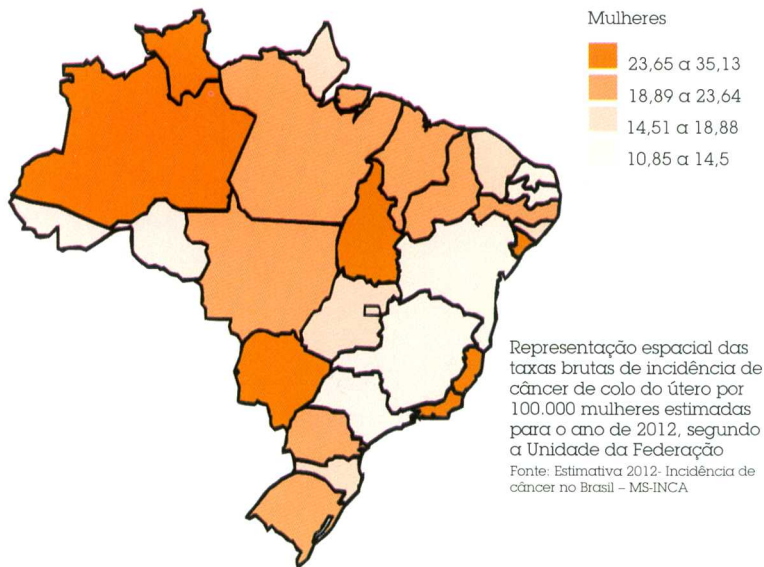 Mulheres
23,65 a 35,13
18,89 a 23,64
14,51 a 18,88
10,85 a 14,5
Representação espacial das
taxas brutas de incidência de
câncer de colo do útero por
100.000 mulheres estimadas
para o ano de 2012, segundo
a Unidade da Federação
Fonte: Estimativa 2012- Incidência de
câncer no Brasil – MS-INCA